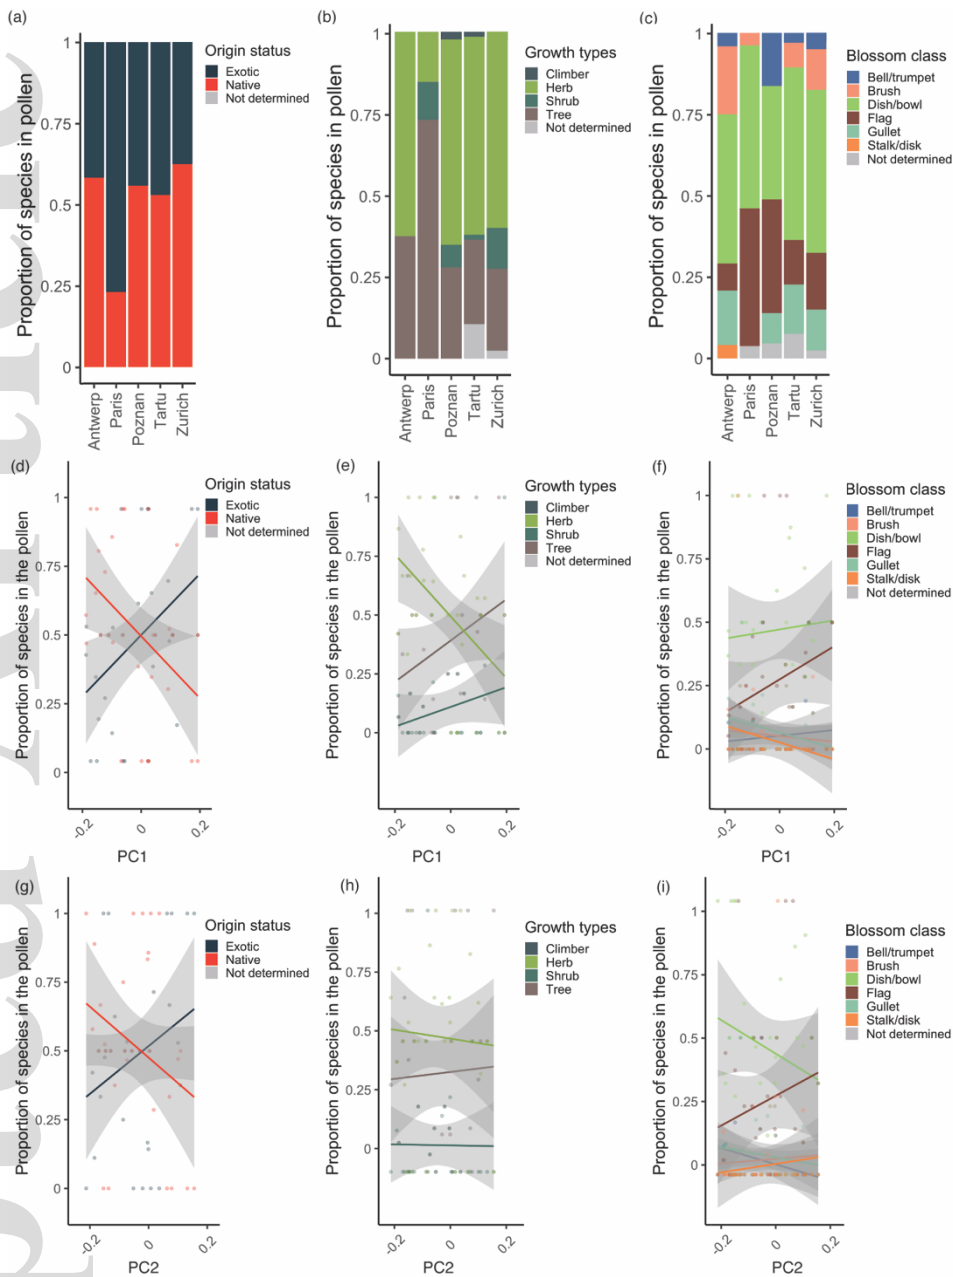 (a)
Proportion of species in pollen
1
0.75
0.5
0.25
0
Antwerp
Paris
Poznan
Tartu
Zurich
Origin status
Exotic
Native
Not determined
(b)
Proportion of species in pollen
1
0.75
0.5
0.25
0
Antwerp
Paris
Poznan
Tartu
Zurich
Growth types
Climber
Herb
Shrub
Tree
Not determined
(c)
Proportion of species in pollen
1
0.75
0.5
0.25
0
Antwerp
Paris
Poznan
Tartu
Zurich
Blossom class
Bell/trumpet
Brush
Dish/bowl
Flag
Gullet
Stalk/disk
Not determined
(d)
Proportion of species in the pollen
1
0.75
0.5
0.25
0
-0.2
0
0.2
PC1
Origin status
Exotic
Native
Not determined
(e)
Proportion of species in the pollen
1
0.75
0.5
0.25
0
-0.2
0
0.2
PC1
Growth types
Climber
Herb
Shrub
Tree
Not determined
(f)
Proportion of species in the pollen
1
0.75
0.5
0.25
0
-0.2
0
0.2
PC1
Blossom class
Bell/trumpet
Brush
Dish/bowl
Flag
Gullet
Stalk/disk
Not determined
(g)
Proportion of species in the pollen
1
0.75
0.5
0.25
0
-0.2
0
0.2
PC2
Origin status
Exotic
Native
Not determined
(h)
Proportion of species in the pollen
1
0.75
0.5
0.25
0
-0.2
0
0.2
PC2
Growth types
Climber
Herb
Shrub
Tree
(i)
Proportion of species in the pollen
1
0.75
0.5
0.25
0
-0.2
0
0.2
PC2
Blossom class
Bell/trumpet
Brush
Dish/bowl
Flag
Gullet
Stalk/disk
Not determined